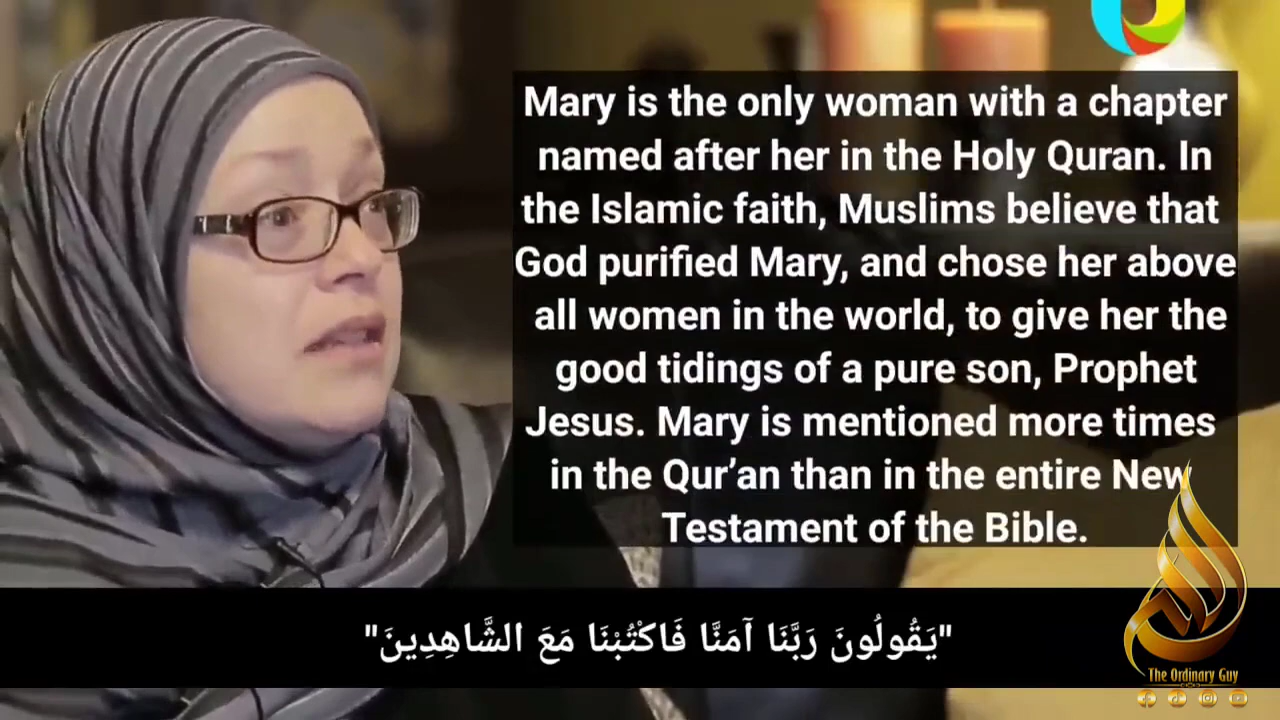 Mary is the only woman with a chapter
named after her in the Holy Quran. In
the Islamic faith, Muslims believe that
God purified Mary, and chose her above
all women in the world, to give her the
good tidings of a pure son, Prophet
Jesus. Mary is mentioned more times
in the Qur’an than in the entire New
Testament of the Bible.
"يَقُولُونَ رَبَّنَا آمَنَّا فَاكْتُبْنَا مَعَ الشَّاهِدِينَ"
The Ordinary Guy